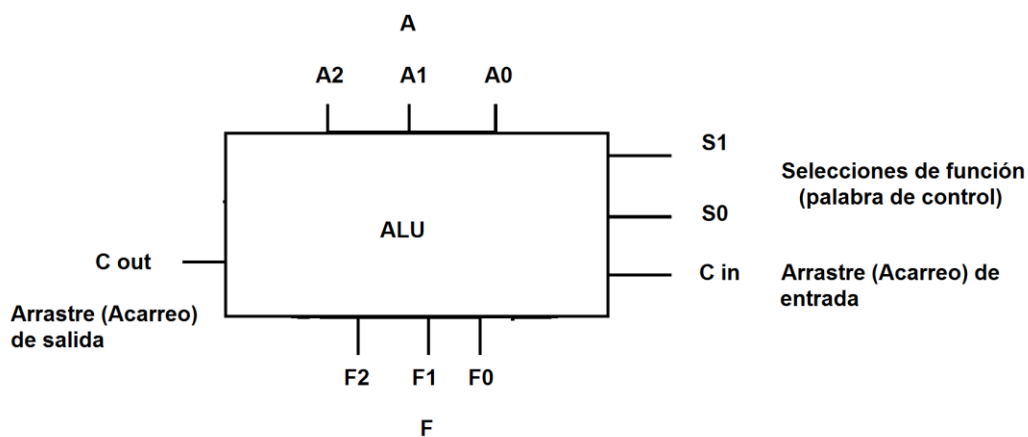 A
A2 A1 A0
S1
Selecciones de función
(palabra de control)
S0
ALU
C out
C in
Arrastre (Acarreo) de
entrada
Arrastre (Acarreo)
de salida
F2 F1 F0
F